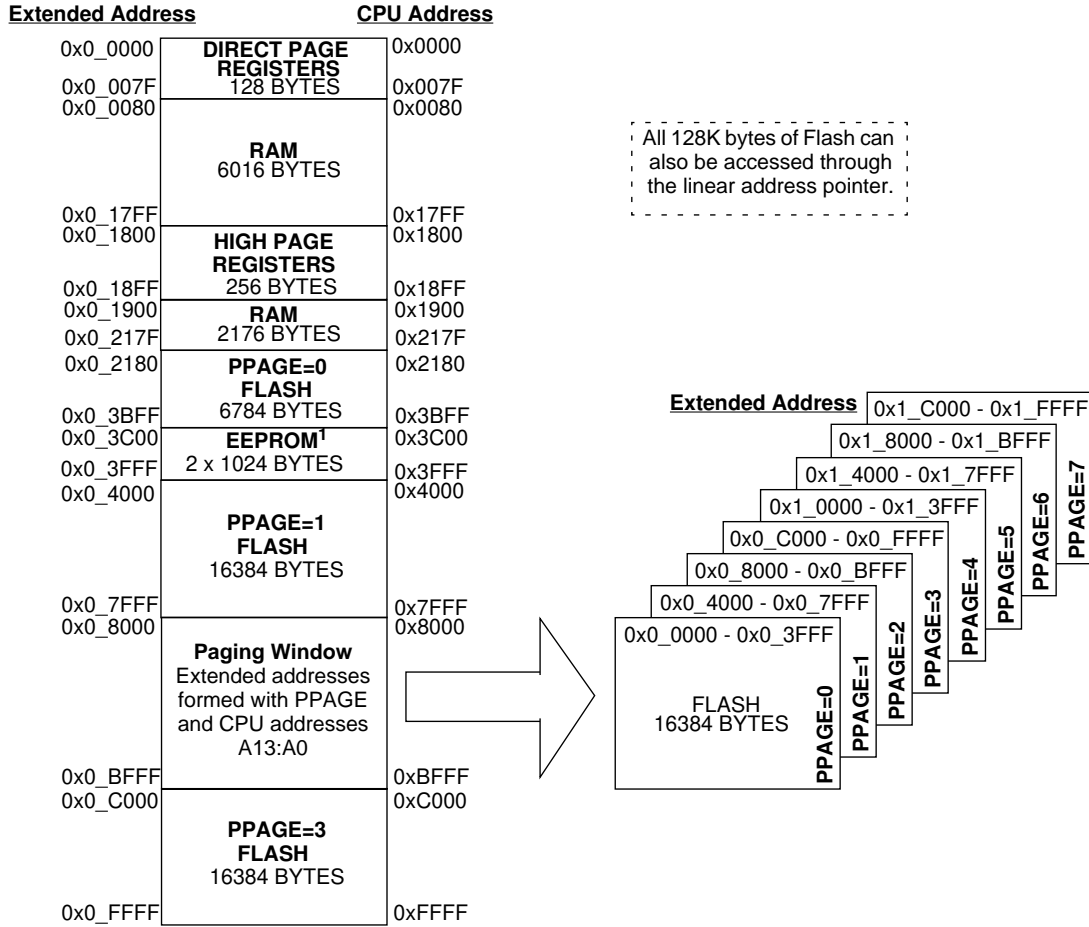 Extended Address CPU Address
0x0_0000 DIRECT PAGE 0x0000
REGISTERS
0x0_007F 128 BYTES 0x007F
0x0_0080 0x0080
RAM
6016 BYTES
0x0_17FF 0x17FF
0x0_1800 0x1800
HIGH PAGE
REGISTERS
0x0_18FF 256 BYTES 0x18FF
0x0_1900 RAM 0x1900
0x0_217F 2176 BYTES 0x217F
0x0_2180 PPAGE=0 0x2180
FLASH
0x0_3BFF 6784 BYTES 0x3BFF
0x0_3C00 EEPROM1 0x3C00
0x0_3FFF 2 x 1024 BYTES 0x3FFF
0x0_4000 0x4000
PPAGE=1
FLASH
16384 BYTES
0x0_7FFF 0x7FFF
0x0_8000 0x8000
Paging Window
Extended addresses
formed with PPAGE
and CPU addresses
A13:A0
0x0_BFFF 0xBFFF
0x0_C000 0xC000
PPAGE=3
FLASH
16384 BYTES
0x0_FFFF 0xFFFF
All 128K bytes of Flash can
also be accessed through
the linear address pointer.
Extended Address
0x1_C000 - 0x1_FFFF
PPAGE=7
0x1_8000 - 0x1_BFFF
PPAGE=6
0x1_4000 - 0x1_7FFF
PPAGE=5
0x1_0000 - 0x1_3FFF
PPAGE=4
0x0_C000 - 0x0_FFFF
PPAGE=3
0x0_8000 - 0x0_BFFF
PPAGE=2
0x0_4000 - 0x0_7FFF
PPAGE=1
0x0_0000 - 0x0_3FFF
FLASH
16384 BYTES
PPAGE=0